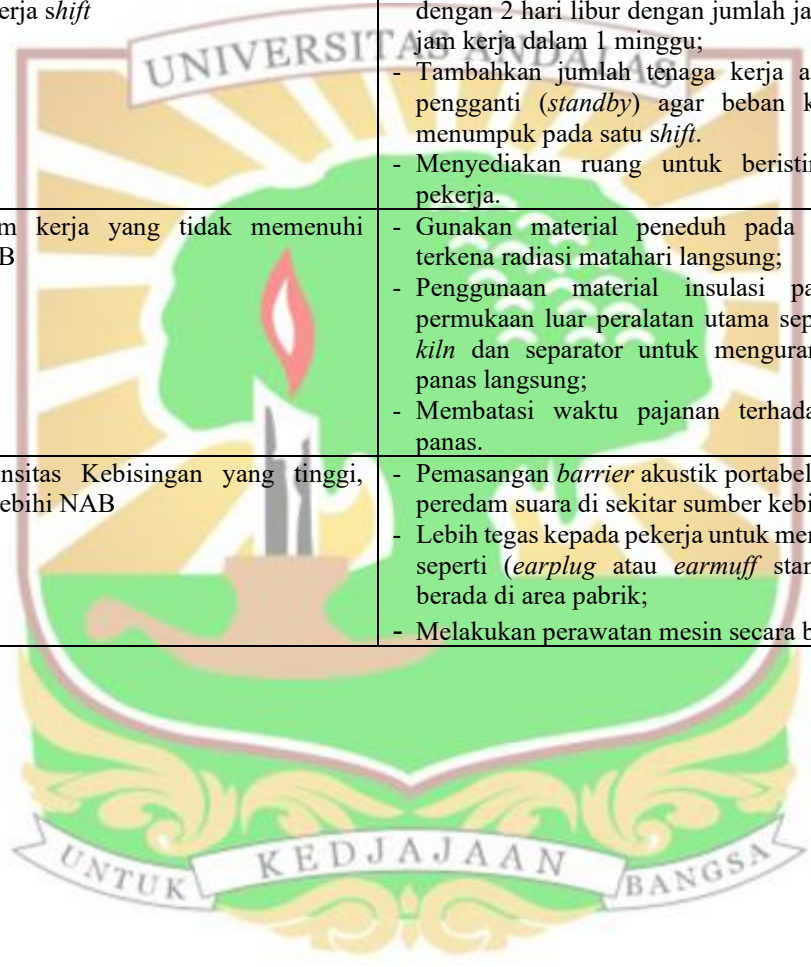 erja shift
dengan 2 hari libur dengan jumlah ja
jam kerja dalam 1 minggu;
- Tambahkan jumlah tenaga kerja a
pengganti (standby) agar beban k
menumpuk pada satu shift.
- Menyediakan ruang untuk beristi
pekerja.
m kerja yang tidak memenuhi
B
- Gunakan material peneduh pada
terkena radiasi matahari langsung;
- Penggunaan material insulasi pa
permukaan luar peralatan utama sep
kiln dan separator untuk mengura
panas langsung;
- Membatasi waktu pajanan terhada
panas.
nsitas Kebisingan yang tinggi,
ebihi NAB
- Pemasangan barrier akustik portabel
peredam suara di sekitar sumber kebi
- Lebih tegas kepada pekerja untuk me
seperti (earplug atau earmuff stan
berada di area pabrik;
- Melakukan perawatan mesin secara b
UNIVERSITAS ANDALAS
UNTUK KEDJAJAAN BANGSA